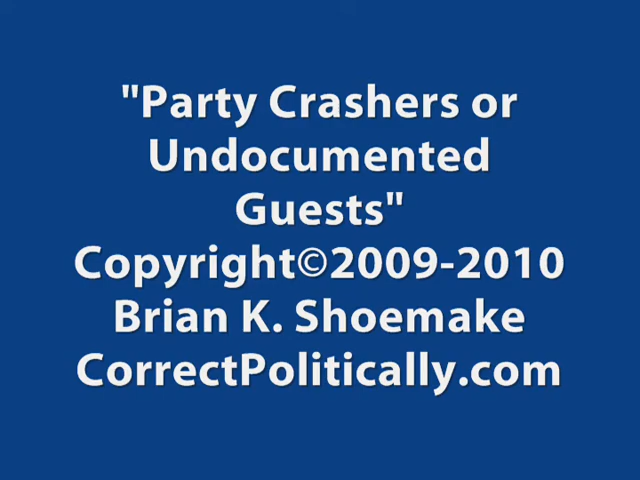 "Party Crashers or
Undocumented
Guests"
Copyright©2009-2010
Brian K. Shoemake
CorrectPolitically.com